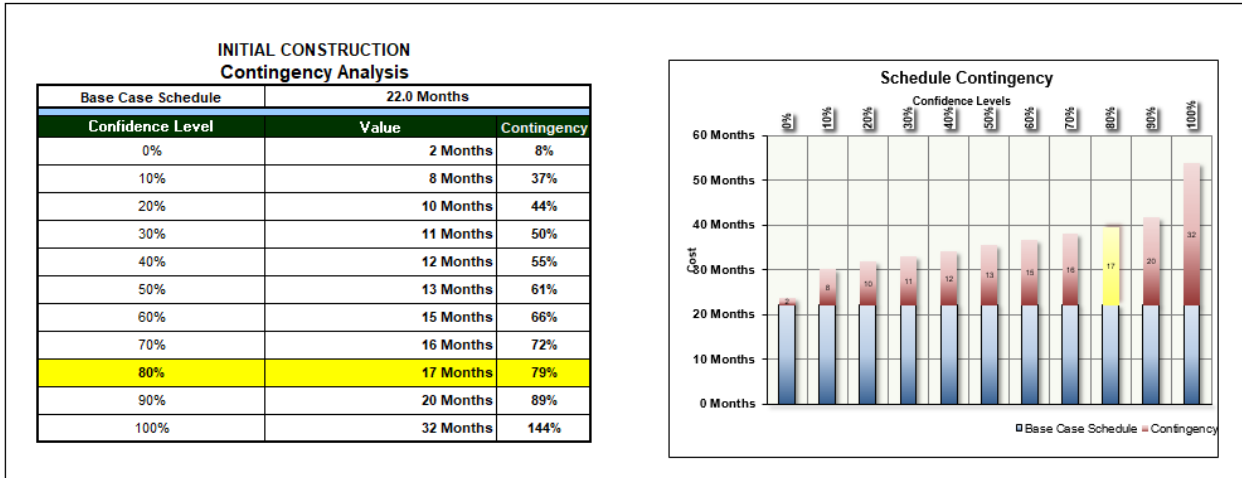 INITIAL CONSTRUCTION
Contingency Analysis
Base Case Schedule 22.0 Months
Confidence Level Value Contingency
0% 2 Months 8%
10% 8 Months 37%
20% 10 Months 44%
30% 11 Months 50%
40% 12 Months 55%
50% 13 Months 61%
60% 15 Months 66%
70% 16 Months 72%
80% 17 Months 79%
90% 20 Months 89%
100% 32 Months 144%
Schedule Contingency
Confidence Levels
0% 10% 20% 30% 40% 50% 60% 70% 80% 90% 100%
60 Months
50 Months
40 Months
30 Months
20 Months
10 Months
0 Months
Cost
2 8 10 11 12 13 15 16 17 20 32
Base Case Schedule Contingency